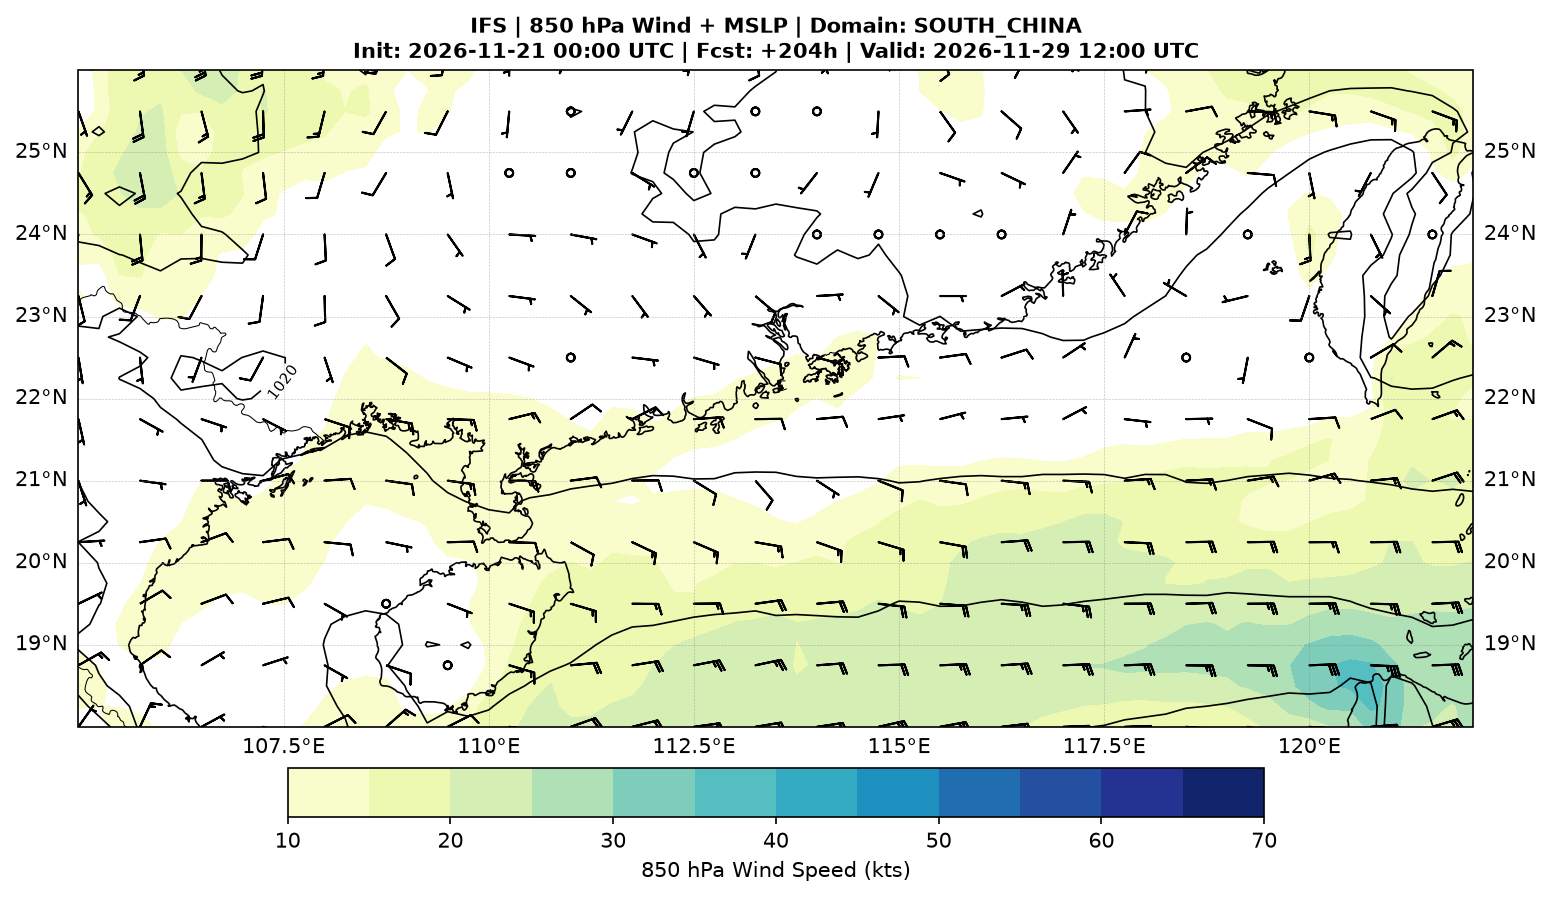 IFS | 850 hPa Wind + MSLP | Domain: SOUTH_CHINA
Init: 2026-11-21 00:00 UTC | Fcst: +204h | Valid: 2026-11-29 12:00 UTC
25°N 25°N
24°N 24°N
23°N 23°N
1020
22°N 22°N
21°N 21°N
20°N 20°N
19°N 19°N
107.5°E 110°E 112.5°E 115°E 117.5°E 120°E
10 20 30 40 50 60 70
850 hPa Wind Speed (kts)